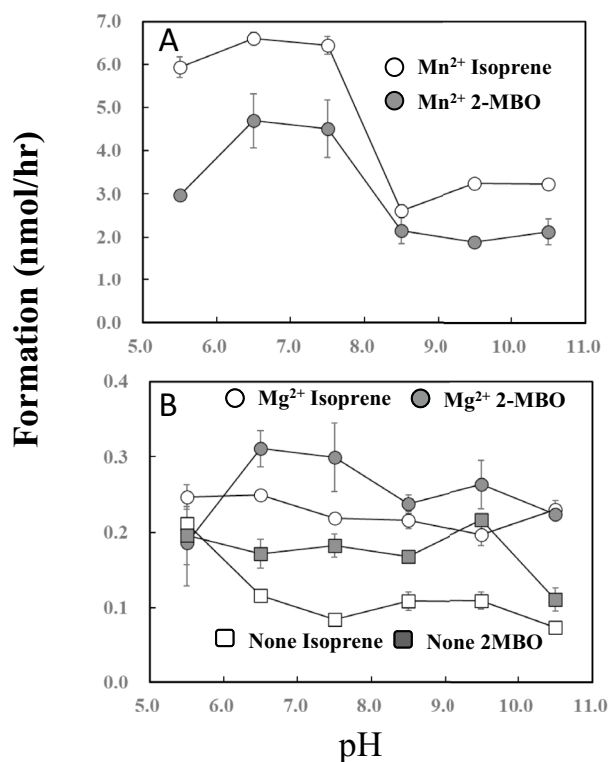 Formation (nmol/hr)
7.0
6.0
5.0
4.0
3.0
2.0
1.0
0.0
A
Mn²⁺ Isoprene
Mn²⁺ 2-MBO
5.0 6.0 7.0 8.0 9.0 10.0 11.0
0.4
0.3
0.2
0.1
0.0
B
Mg²⁺ Isoprene Mg²⁺ 2-MBO
None Isoprene None 2MBO
5.0 6.0 7.0 8.0 9.0 10.0 11.0
pH